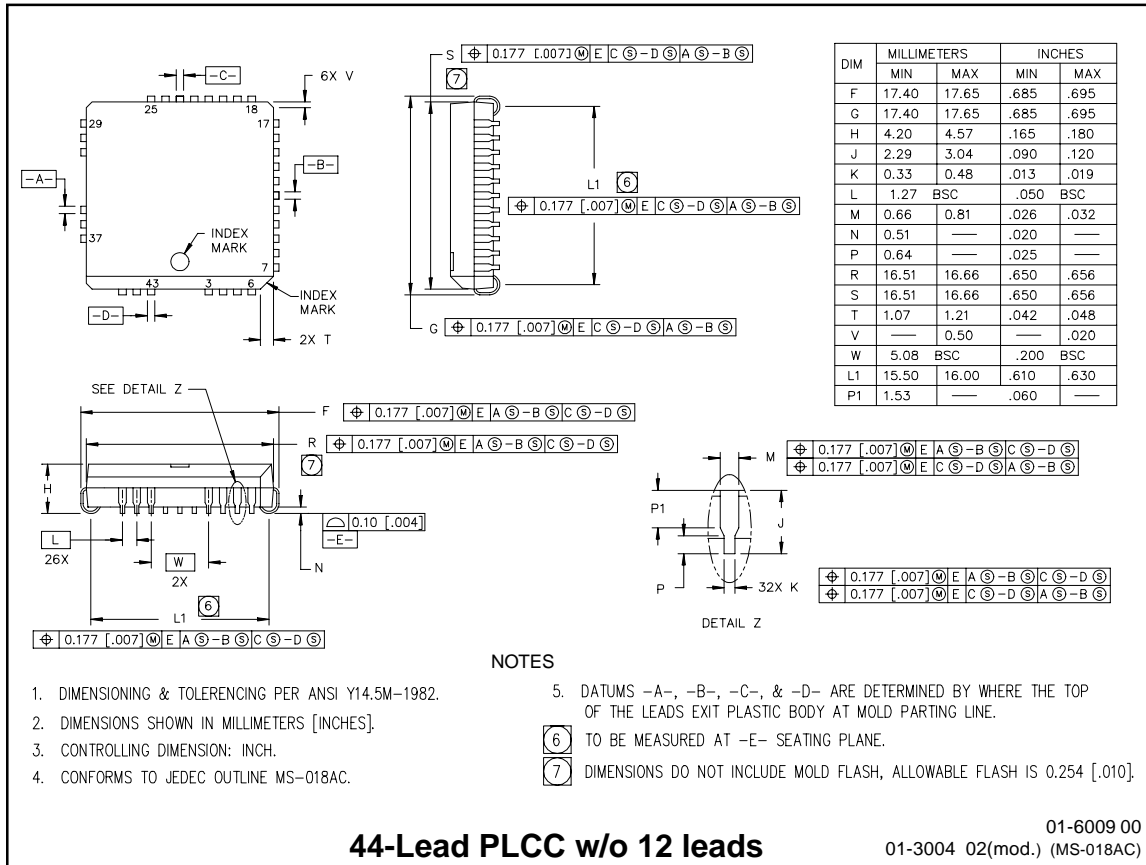 S ⌖ 0.177 [.007] Ⓜ E C Ⓢ-D Ⓢ A Ⓢ-B Ⓢ
7
-C-
6X V
25
18
29
17
-A-
-B-
37
INDEX
MARK
7
43
3
6
INDEX
MARK
-D-
2X T
L1 6
⌖ 0.177 [.007] Ⓜ E C Ⓢ-D Ⓢ A Ⓢ-B Ⓢ
G ⌖ 0.177 [.007] Ⓜ E C Ⓢ-D Ⓢ A Ⓢ-B Ⓢ
DIM MILLIMETERS INCHES
MIN MAX MIN MAX
F 17.40 17.65 .685 .695
G 17.40 17.65 .685 .695
H 4.20 4.57 .165 .180
J 2.29 3.04 .090 .120
K 0.33 0.48 .013 .019
L 1.27 BSC .050 BSC
M 0.66 0.81 .026 .032
N 0.51 — .020 —
P 0.64 — .025 —
R 16.51 16.66 .650 .656
S 16.51 16.66 .650 .656
T 1.07 1.21 .042 .048
V — 0.50 — .020
W 5.08 BSC .200 BSC
L1 15.50 16.00 .610 .630
P1 1.53 — .060 —
SEE DETAIL Z
F ⌖ 0.177 [.007] Ⓜ E A Ⓢ-B Ⓢ C Ⓢ-D Ⓢ
R ⌖ 0.177 [.007] Ⓜ E A Ⓢ-B Ⓢ C Ⓢ-D Ⓢ
7
H
⌓ 0.10 [.004]
-E-
L
26X
W
2X
N
L1 6
⌖ 0.177 [.007] Ⓜ E A Ⓢ-B Ⓢ C Ⓢ-D Ⓢ
M ⌖ 0.177 [.007] Ⓜ E A Ⓢ-B Ⓢ C Ⓢ-D Ⓢ
⌖ 0.177 [.007] Ⓜ E C Ⓢ-D Ⓢ A Ⓢ-B Ⓢ
P1
J
P
32X K
⌖ 0.177 [.007] Ⓜ E A Ⓢ-B Ⓢ C Ⓢ-D Ⓢ
⌖ 0.177 [.007] Ⓜ E C Ⓢ-D Ⓢ A Ⓢ-B Ⓢ
DETAIL Z
NOTES
1. DIMENSIONING & TOLERENCING PER ANSI Y14.5M-1982.
2. DIMENSIONS SHOWN IN MILLIMETERS [INCHES].
3. CONTROLLING DIMENSION: INCH.
4. CONFORMS TO JEDEC OUTLINE MS-018AC.
5. DATUMS -A-, -B-, -C-, & -D- ARE DETERMINED BY WHERE THE TOP
OF THE LEADS EXIT PLASTIC BODY AT MOLD PARTING LINE.
6 TO BE MEASURED AT -E- SEATING PLANE.
7 DIMENSIONS DO NOT INCLUDE MOLD FLASH, ALLOWABLE FLASH IS 0.254 [.010].
44-Lead PLCC w/o 12 leads
01-6009 00
01-3004 02(mod.) (MS-018AC)